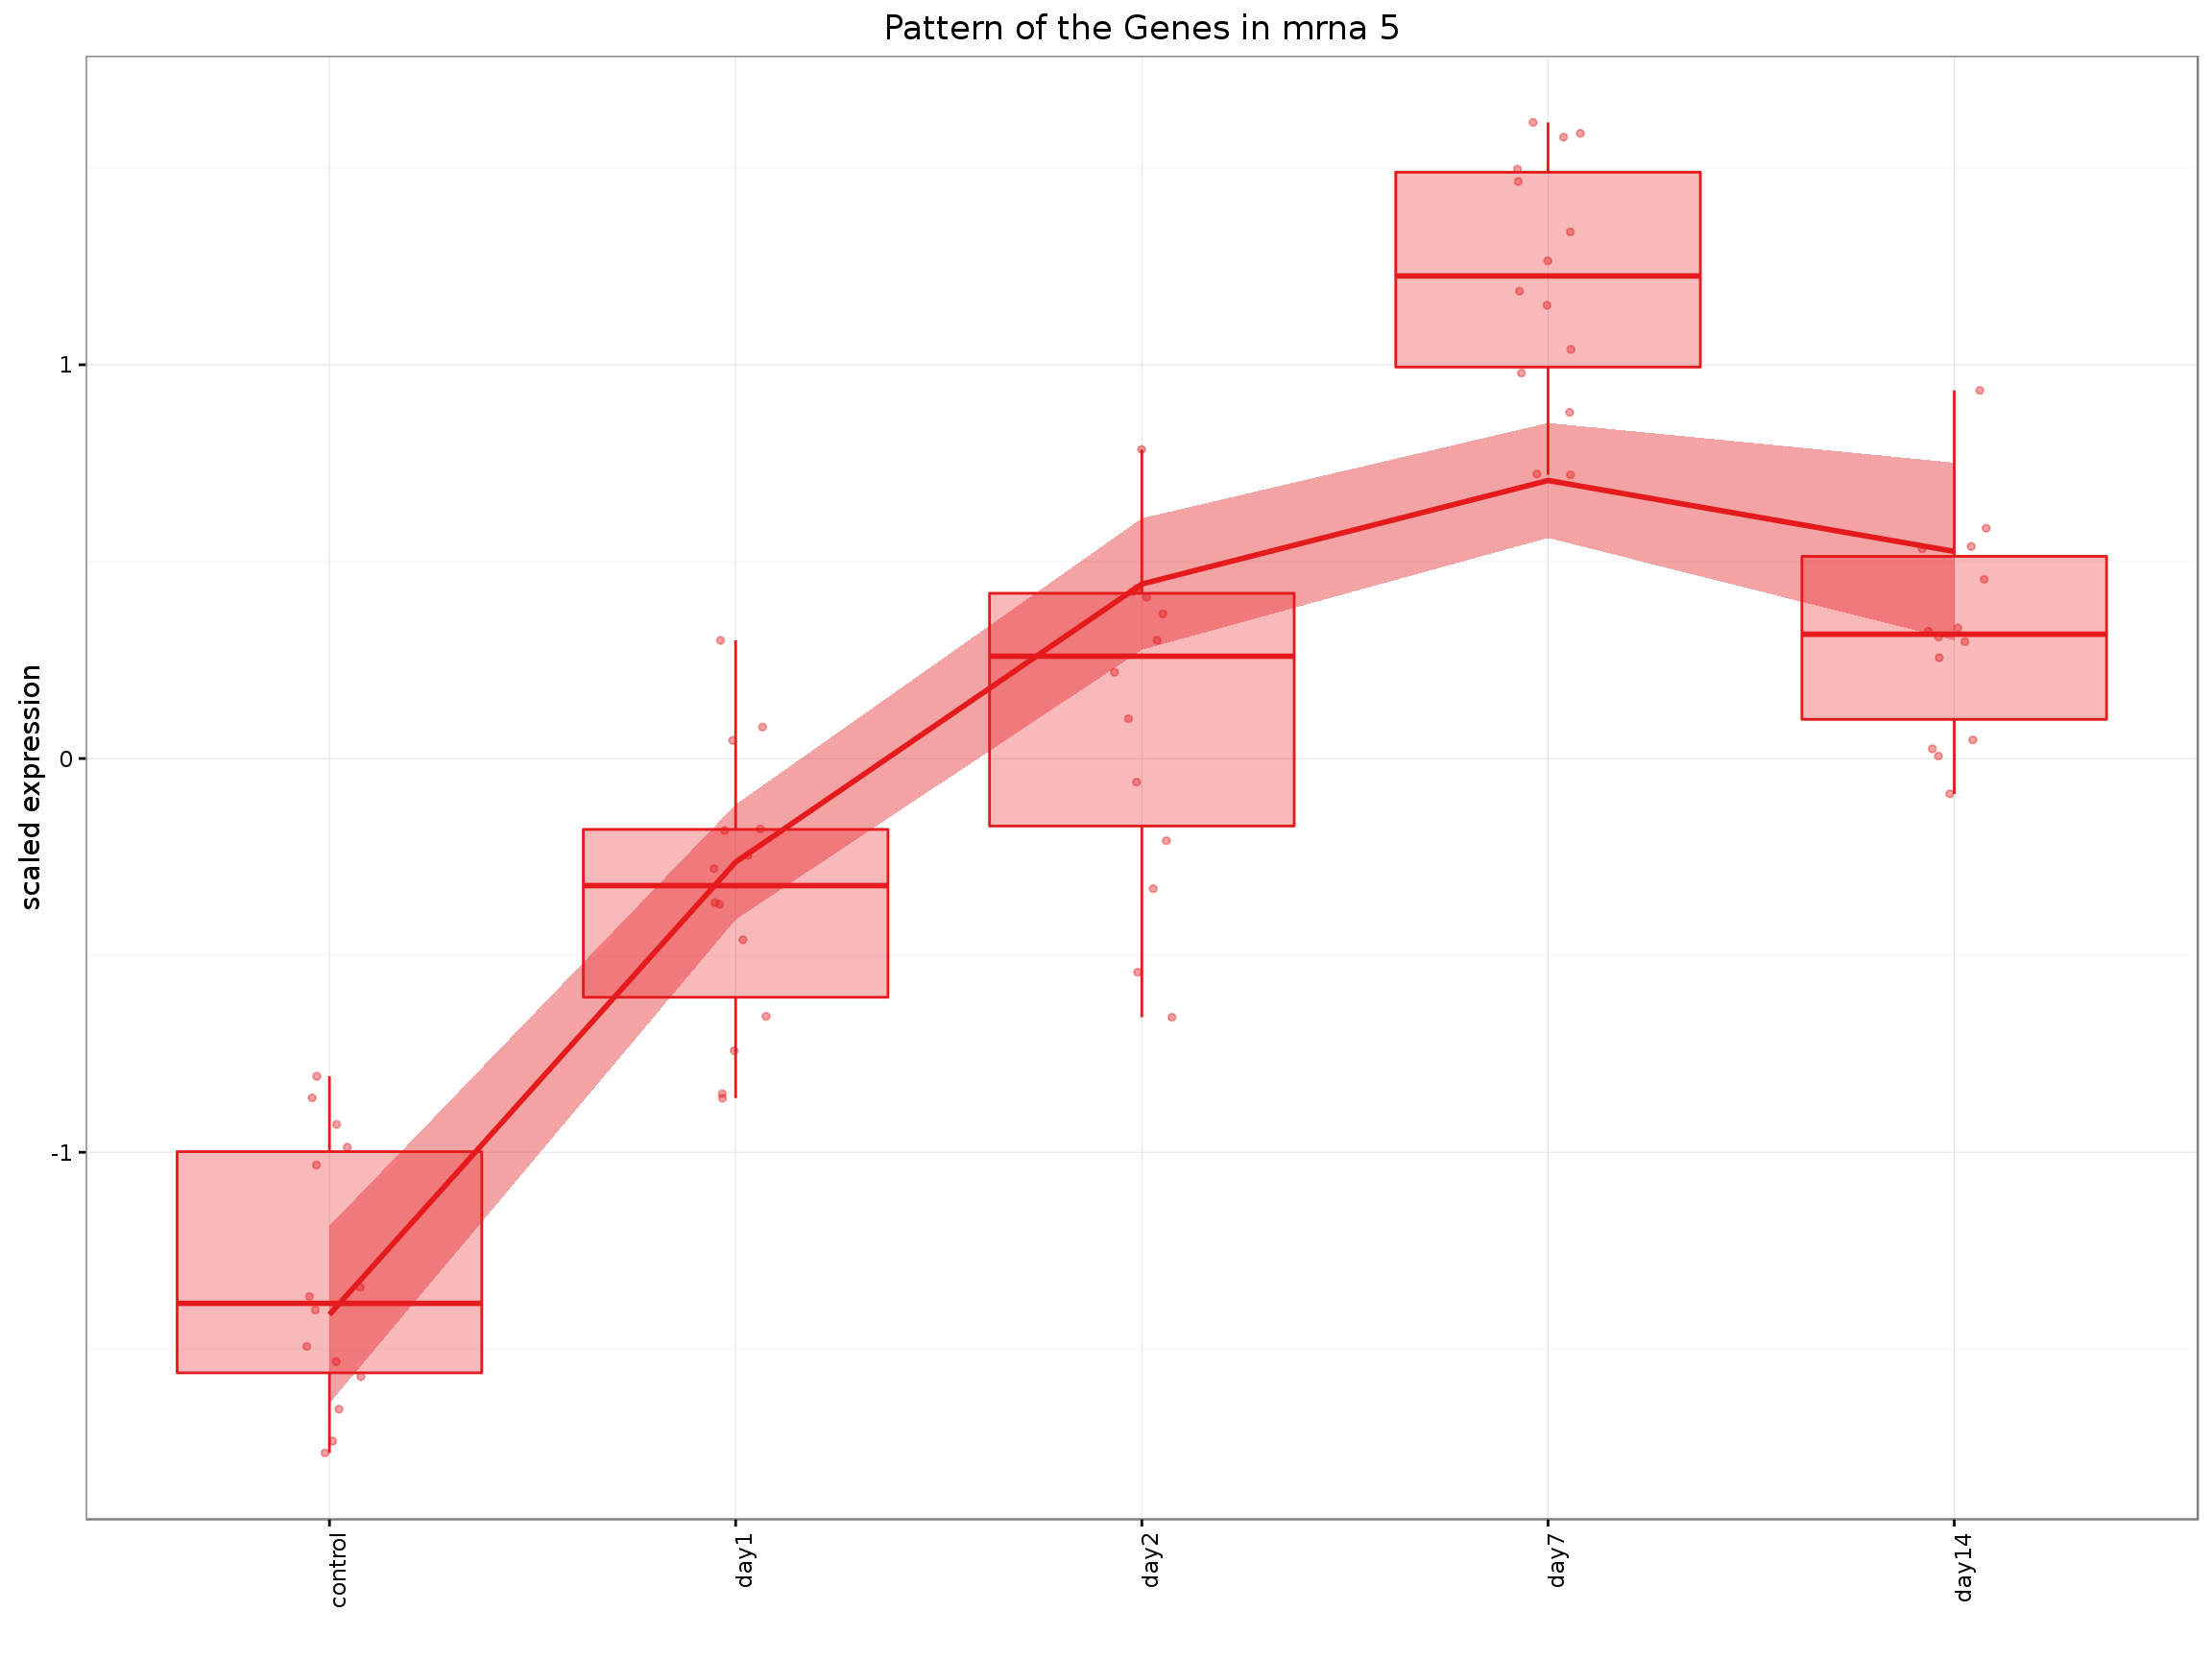 Pattern of the Genes in mrna 5
scaled expression
1
0
-1
control
day1
day2
day7
day14